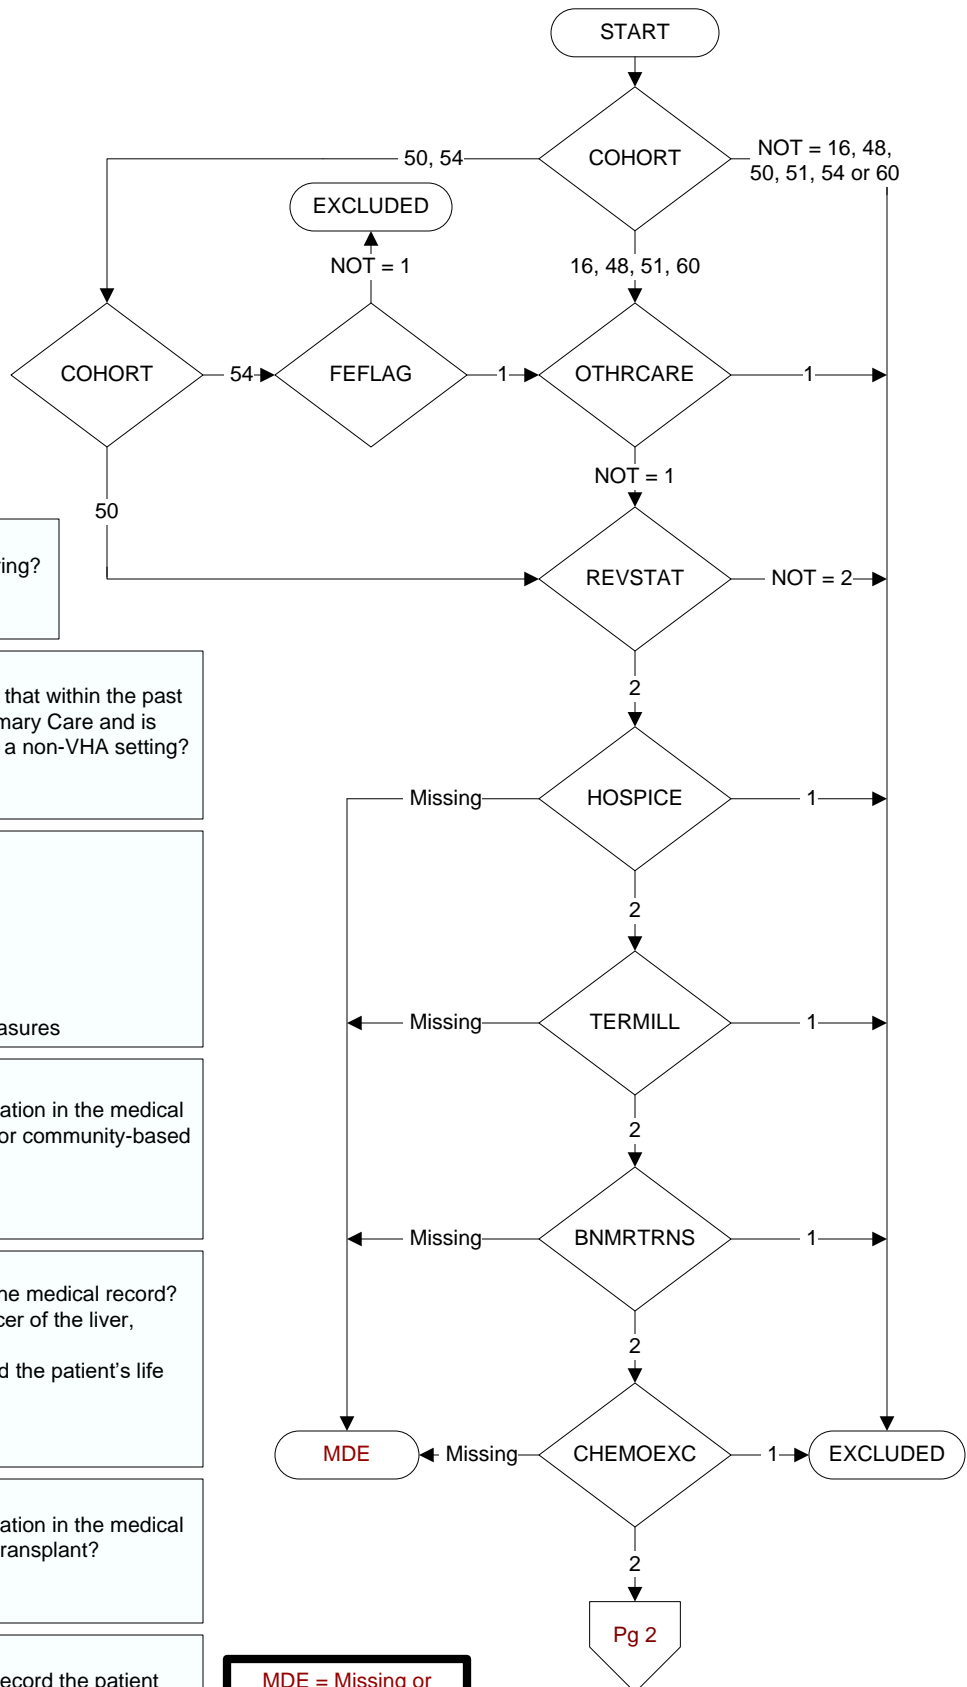 START
COHORT
50, 54
NOT = 16, 48,
50, 51, 54 or 60
EXCLUDED
NOT = 1
16, 48, 51, 60
COHORT
54
FEFLAG
1
OTHRCARE
1
NOT = 1
50
REVSTAT
NOT = 2
2
HOSPICE
Missing
1
2
TERMILL
Missing
1
2
BNMRTRNS
Missing
1
2
MDE
Missing
CHEMOEXC
1
EXCLUDED
2
Pg 2
ing?
that within the past
mary Care and is
a non-VHA setting?
asures
ation in the medical
or community-based
he medical record?
cer of the liver,
d the patient's life
ation in the medical
ransplant?
ecord the patient
MDE = Missing or